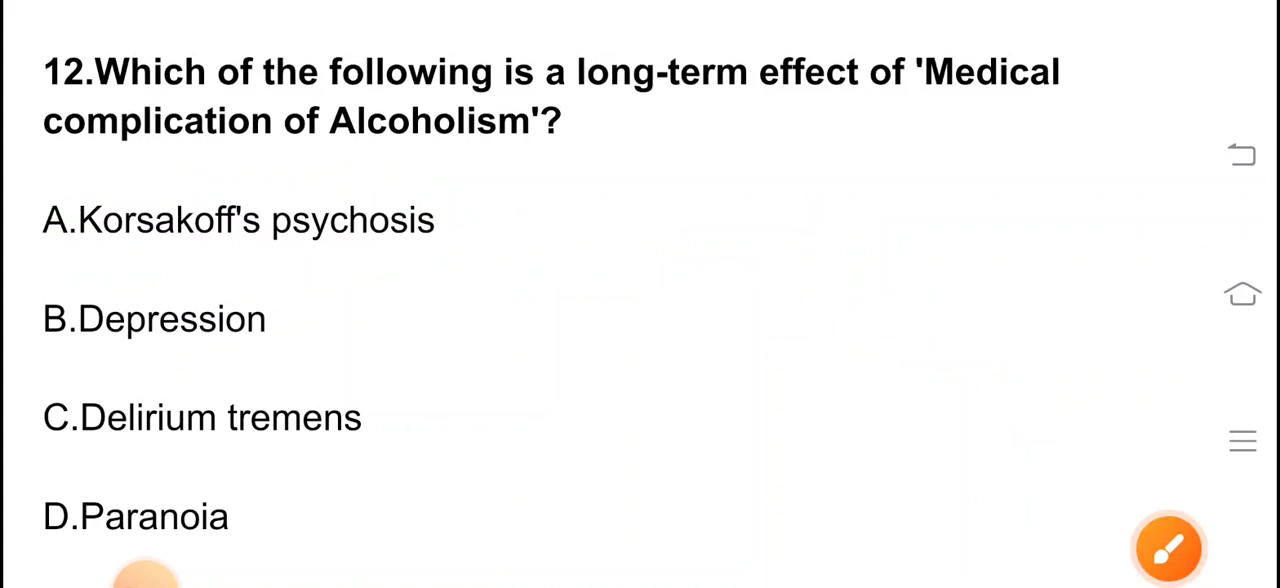 12.Which of the following is a long-term effect of 'Medical
complication of Alcoholism'?
A.Korsakoff's psychosis
B.Depression
C.Delirium tremens
D.Paranoia